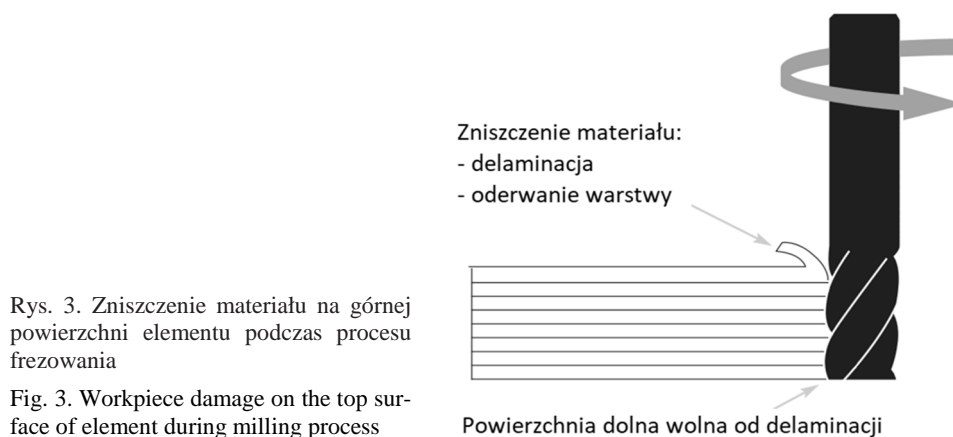 Zniszczenie materiału:
- delaminacja
- oderwanie warstwy
Rys. 3. Zniszczenie materiału na górnej
powierzchni elementu podczas procesu
frezowania
Fig. 3. Workpiece damage on the top sur-
face of element during milling process
Powierzchnia dolna wolna od delaminacji